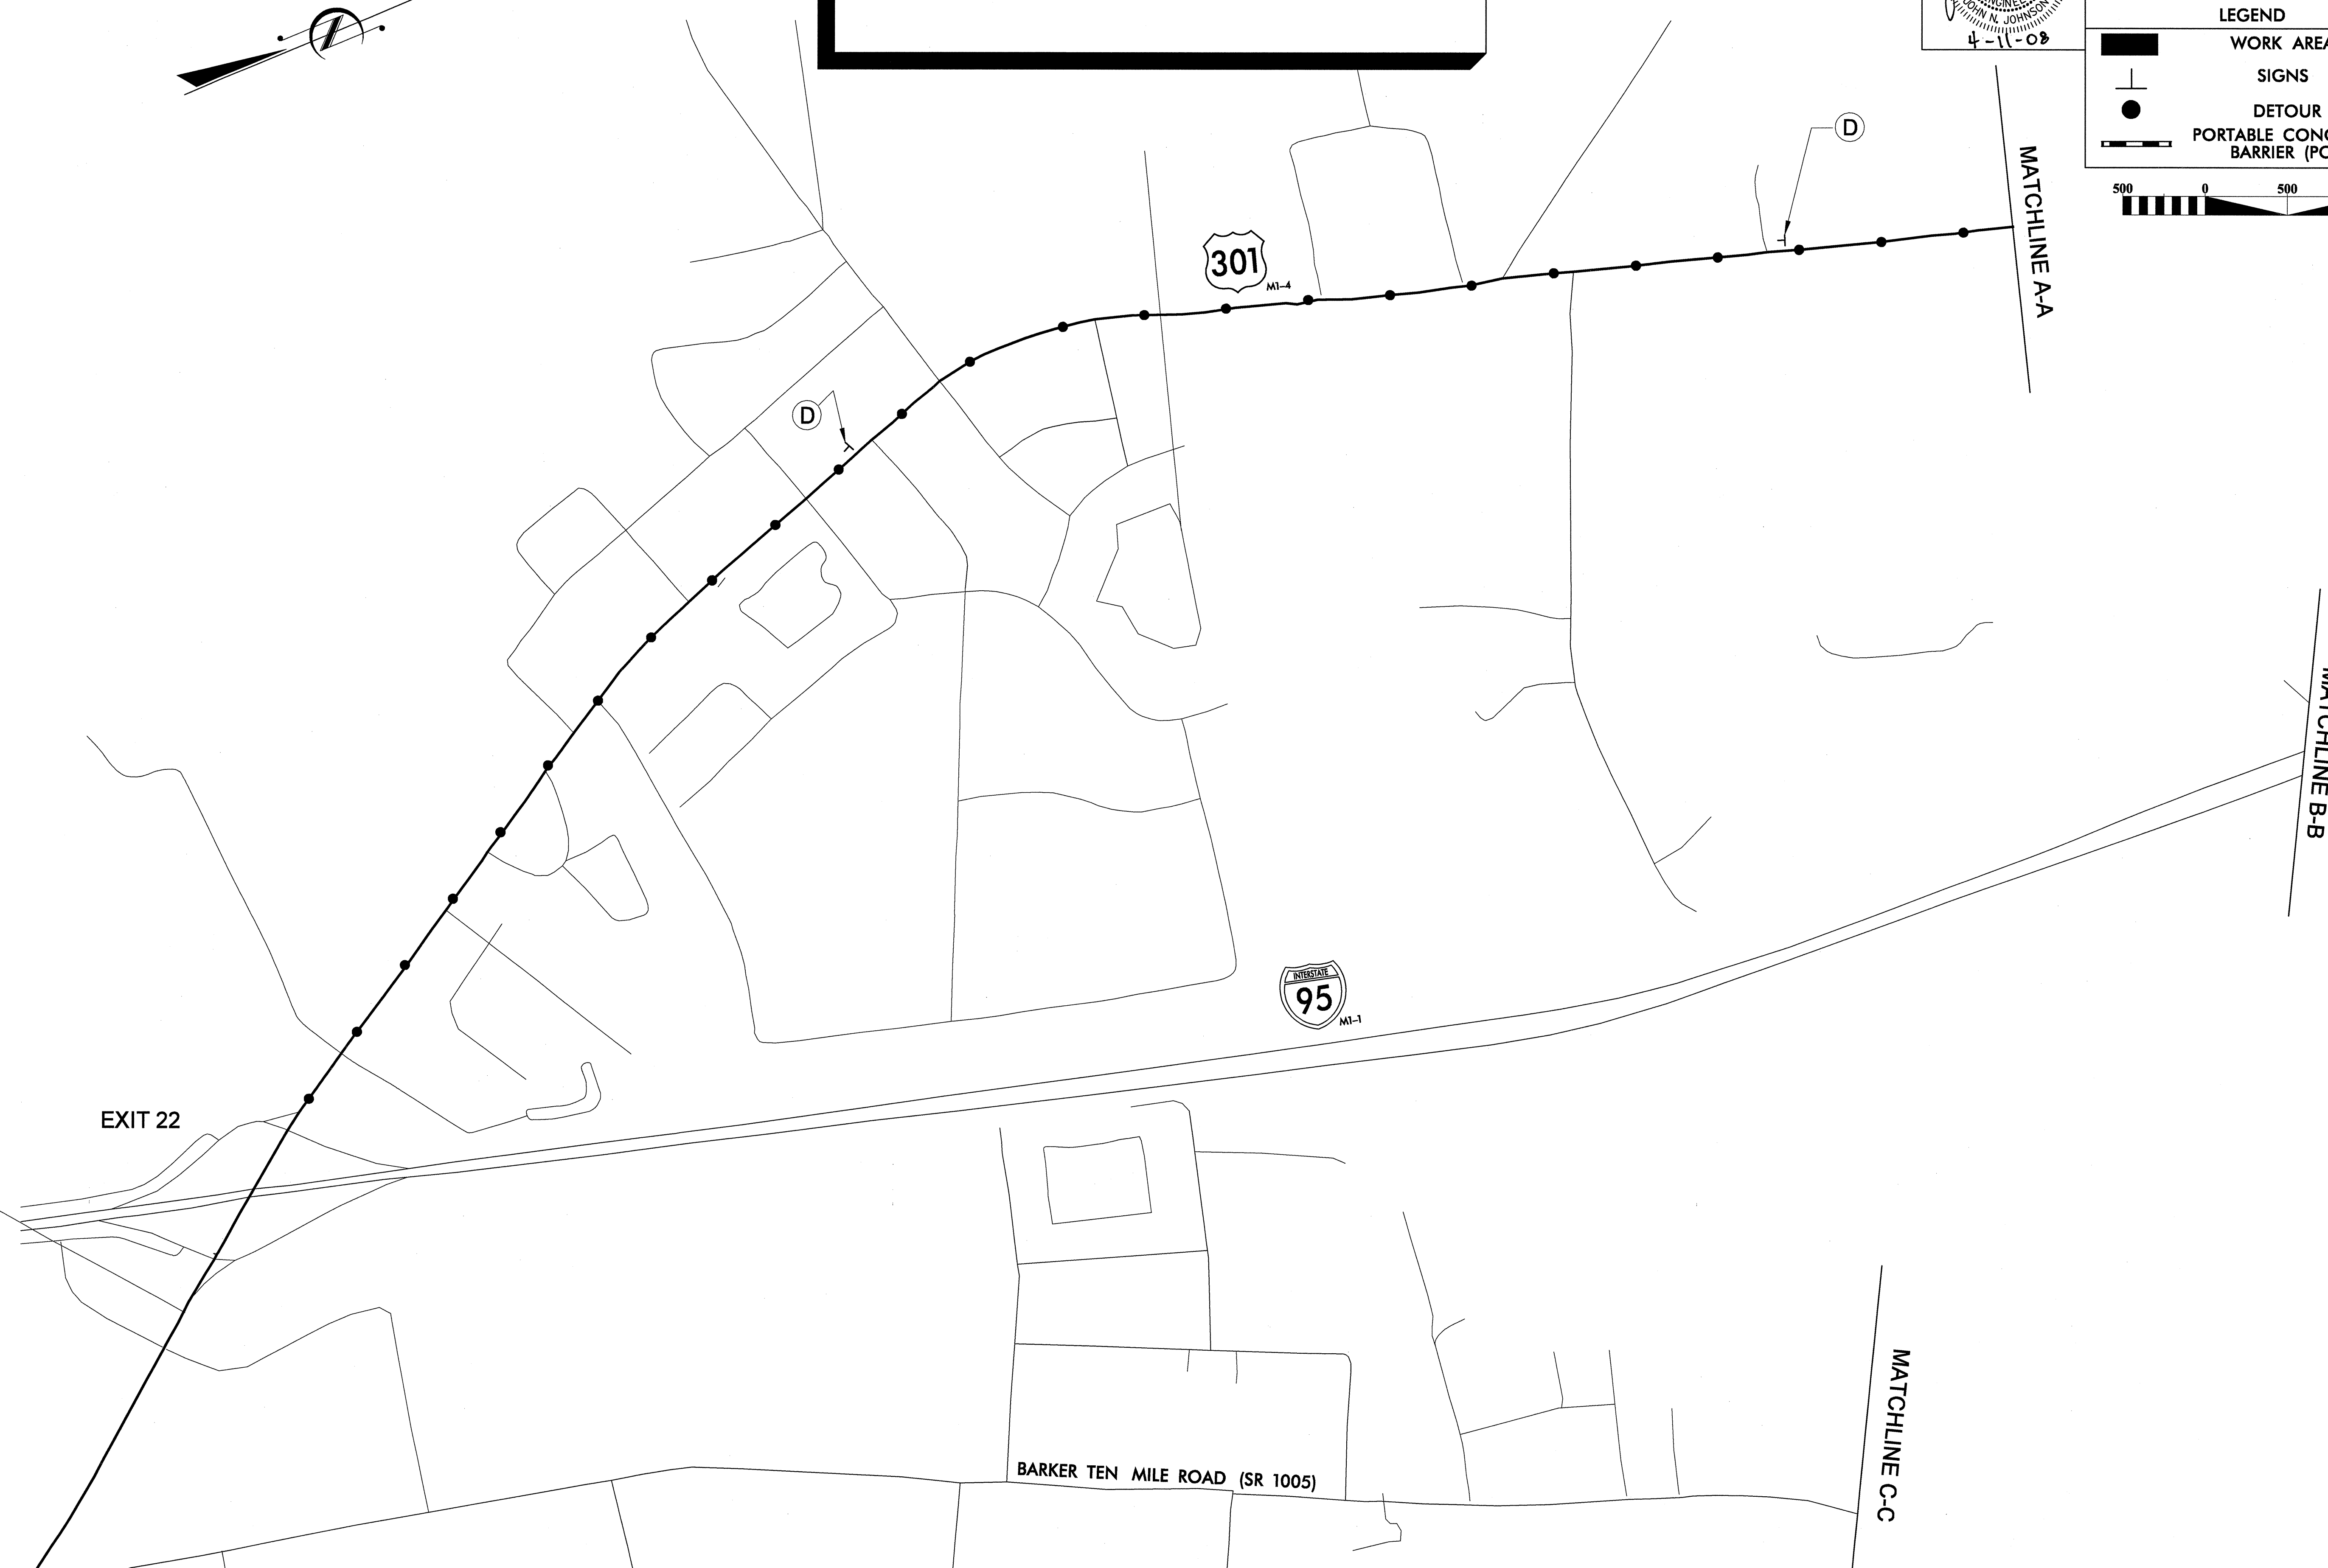 ENGINEE
JOHN N. JOHNSON
4-11-08
LEGEND
WORK AREA
SIGNS
DETOUR
PORTABLE CONC
BARRIER (PC
500 0 500
D
MATCHLINE A-A
301
M1-4
D
MATCHLINE B-B
INTERSTATE
95
M1-1
EXIT 22
MATCHLINE C-C
BARKER TEN MILE ROAD (SR 1005)